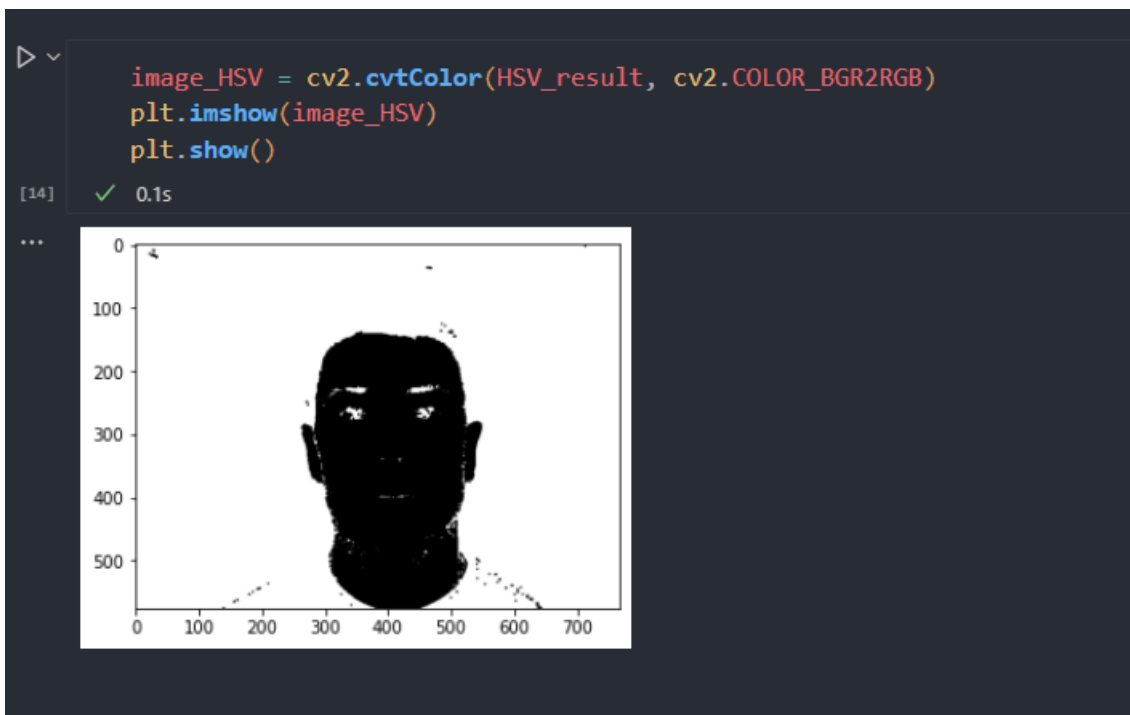 image_HSV = cv2.cvtColor(HSV_result, cv2.COLOR_BGR2RGB)
plt.imshow(image_HSV)
plt.show()
[14]
0.1s
...
0
100
200
300
400
500
0 100 200 300 400 500 600 700